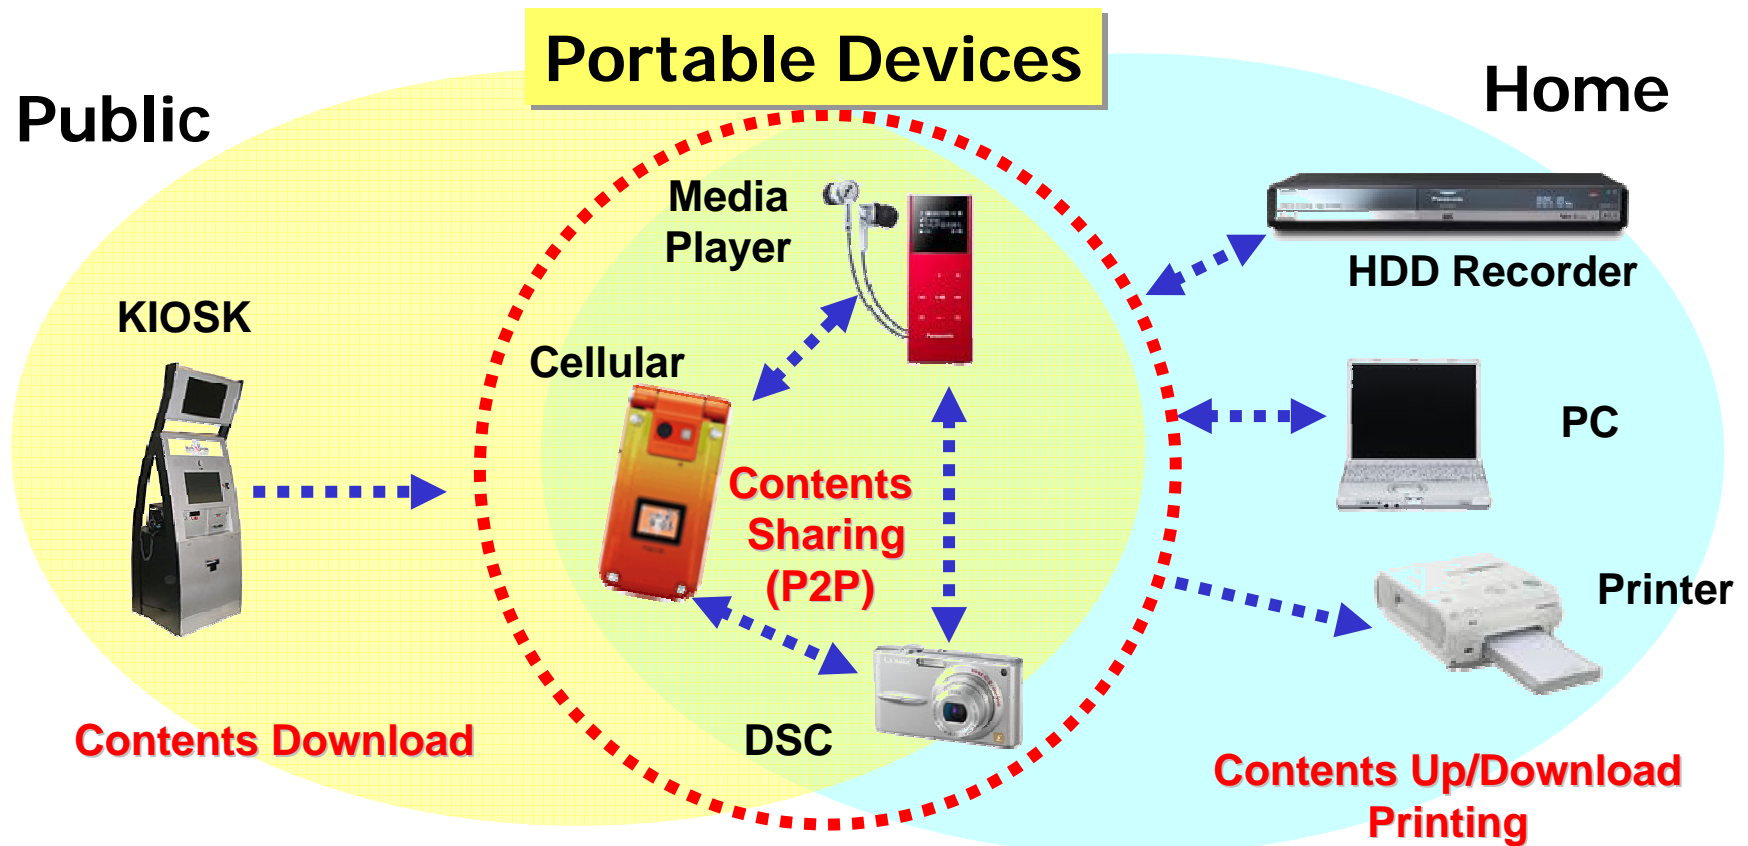 Portable Devices
Public
Home
Media
Player
HDD Recorder
KIOSK
Cellular
PC
Contents
Sharing
(P2P)
Printer
DSC
Contents Download
Contents Up/Download
Printing